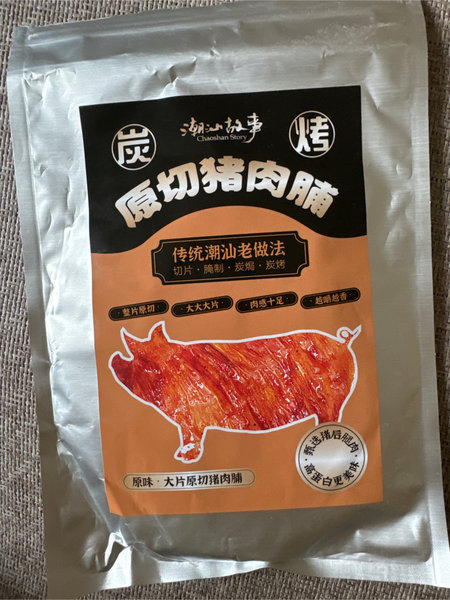 潮汕故事
Chaoshan Story
炭 烤
原切猪肉脯
传统潮汕老做法
切片·腌制·炭焗·炭烤
整片原切 大大大片 肉感十足 越嚼越香
甄选猪后腿肉
高蛋白更美味
原味·大片原切猪肉脯